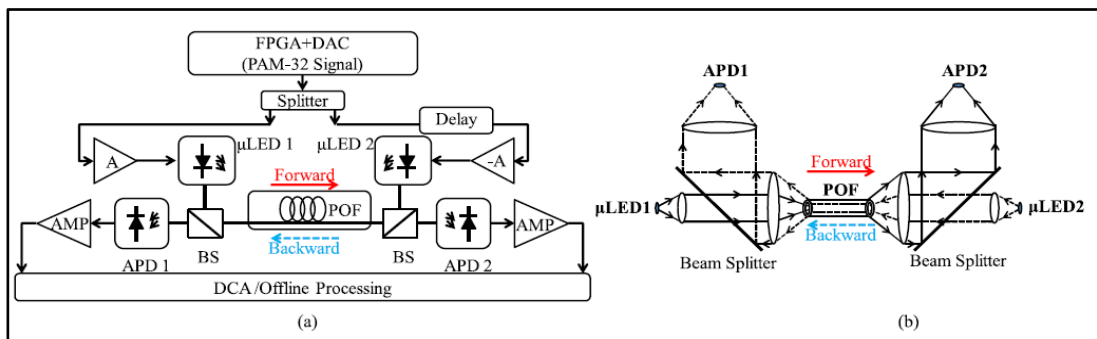 FPGA+DAC
(PAM-32 Signal)
Splitter
Delay
A
µLED 1
µLED 2
-A
Forward
POF
Backward
AMP
APD 1
BS
BS
APD 2
AMP
DCA/Offline Processing
(a)
APD1
APD2
Forward
POF
µLED1
µLED2
Backward
Beam Splitter
Beam Splitter
(b)